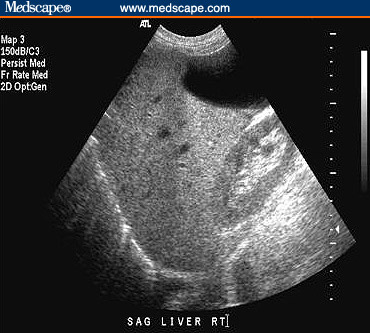 Medscape® www.medscape.com
ATL
Map 3
150dB/C3
Persist Med
Fr Rate Med
2D Opt:Gen
SAG LIVER RT